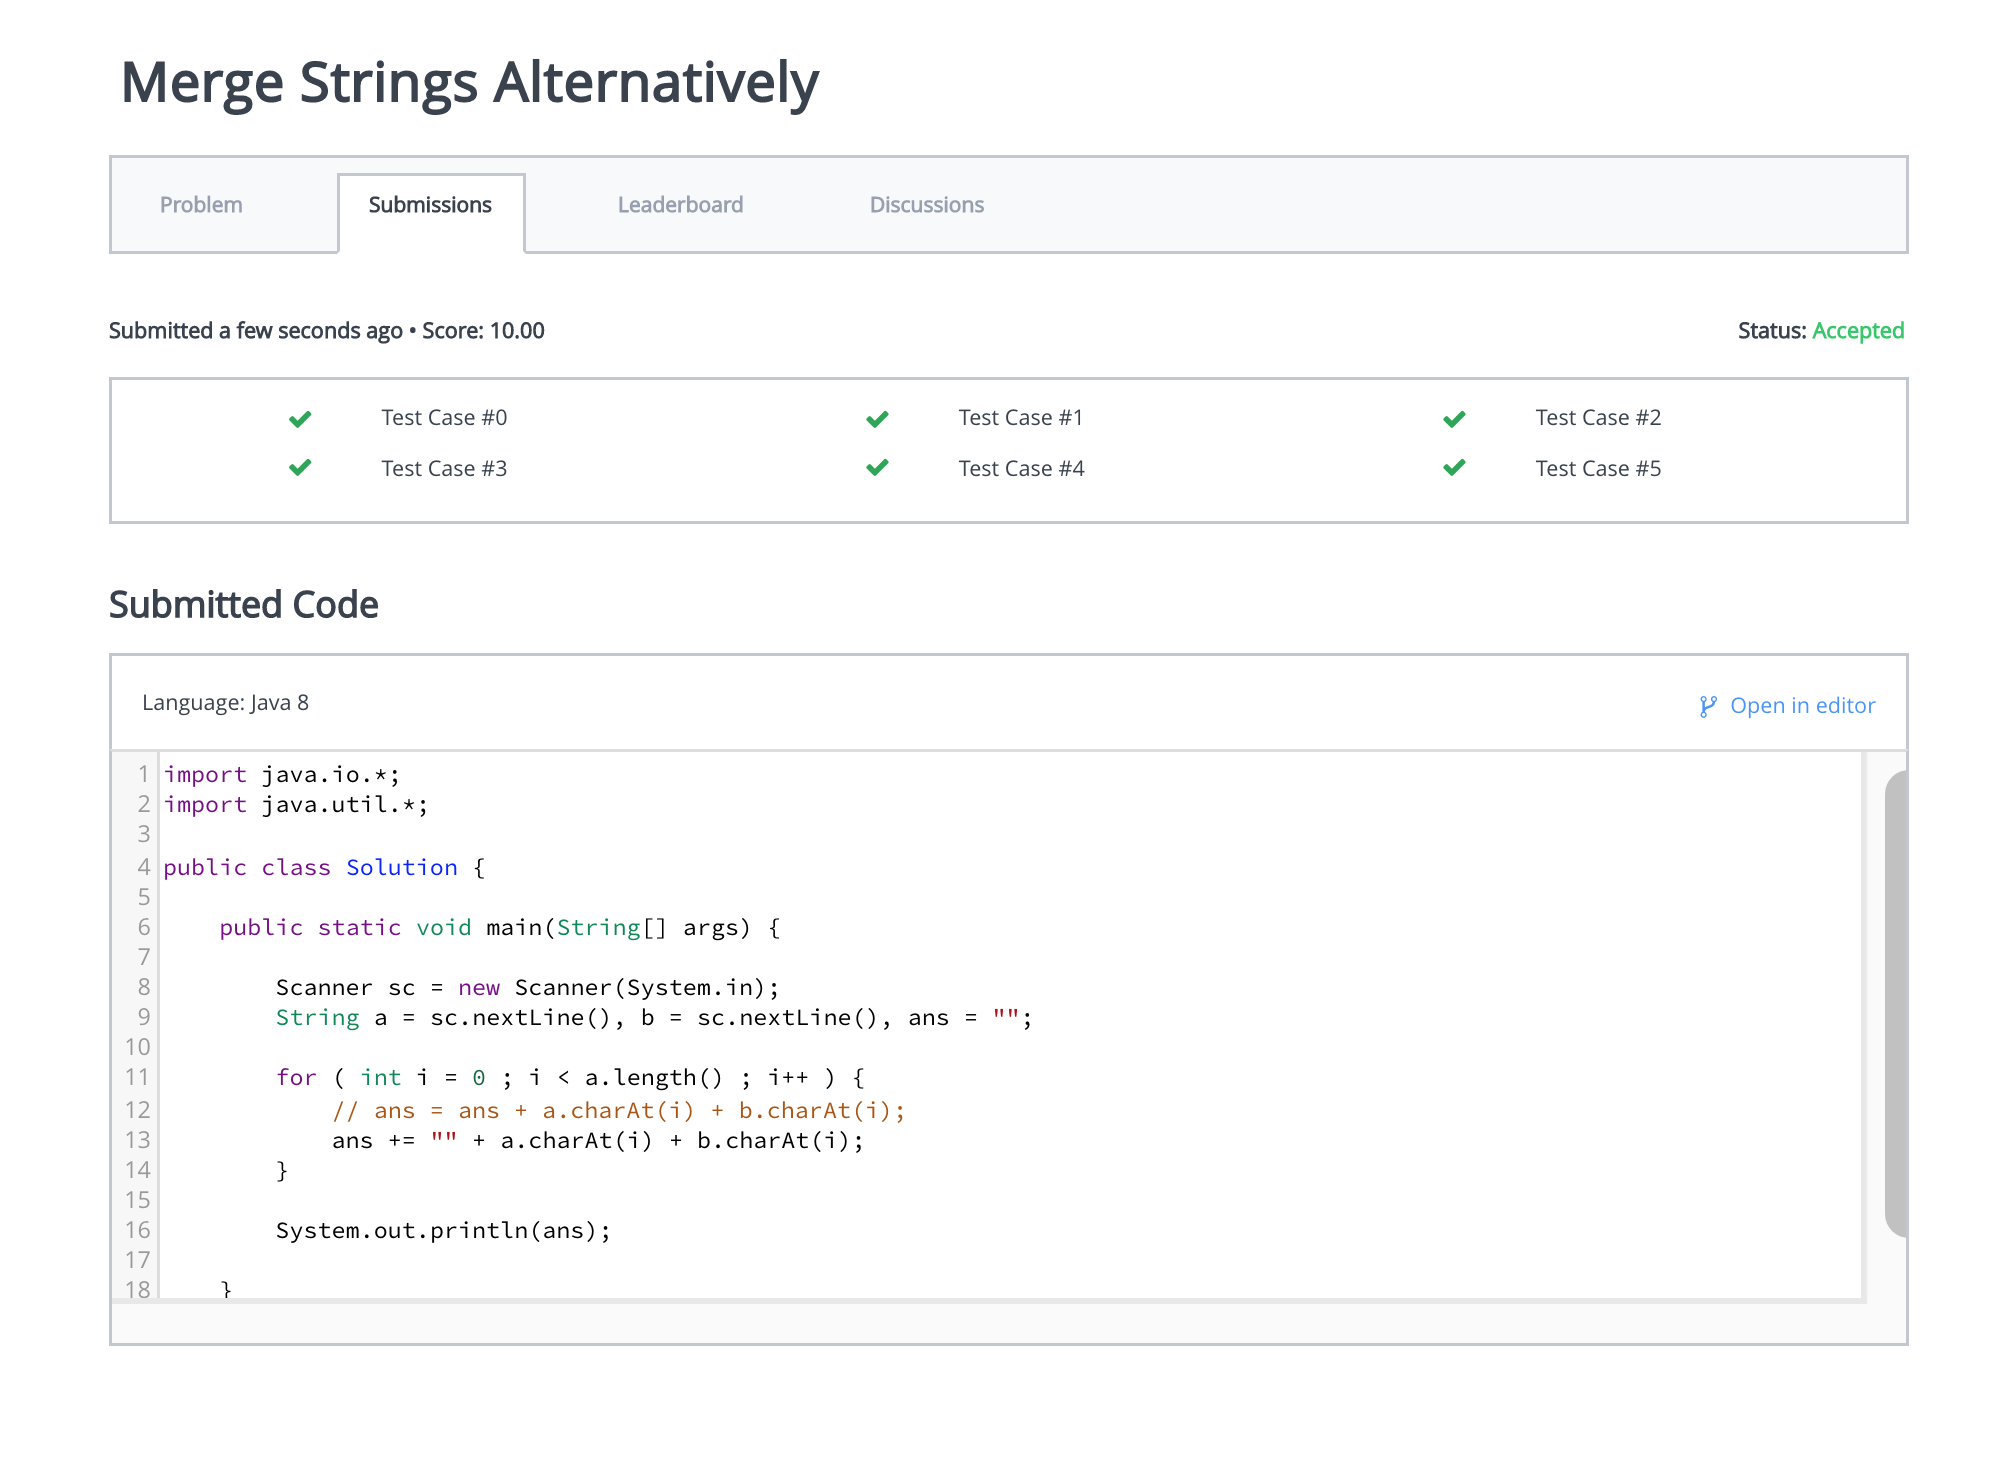 Merge Strings Alternatively
Problem Submissions Leaderboard Discussions
Submitted a few seconds ago • Score: 10.00 Status: Accepted
Test Case #0 Test Case #1 Test Case #2
Test Case #3 Test Case #4 Test Case #5
Submitted Code
Language: Java 8 Open in editor
1 import java.io.*;
2 import java.util.*;
3
4 public class Solution {
5
6     public static void main(String[] args) {
7
8         Scanner sc = new Scanner(System.in);
9         String a = sc.nextLine(), b = sc.nextLine(), ans = "";
10
11         for ( int i = 0 ; i < a.length() ; i++ ) {
12             // ans = ans + a.charAt(i) + b.charAt(i);
13             ans += "" + a.charAt(i) + b.charAt(i);
14         }
15
16         System.out.println(ans);
17
18     }